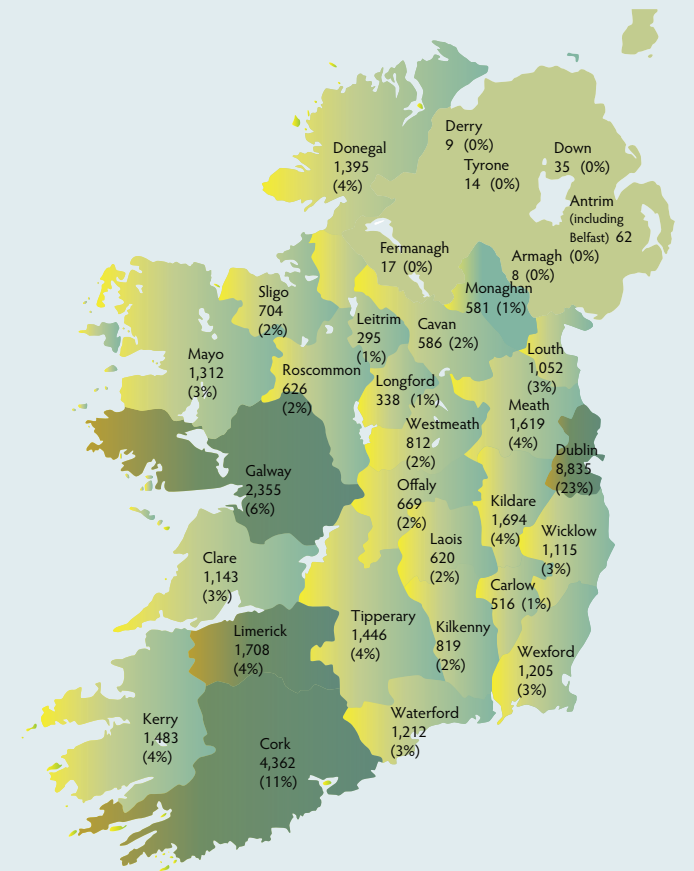 Derry
9 (0%)
Down
35 (0%)
Donegal
1,395
(4%)
Tyrone
14 (0%)
Antrim
(including
Belfast) 62
(0%)
Fermanagh
17 (0%)
Armagh
8 (0%)
Monaghan
581 (1%)
Sligo
704
(2%)
Leitrim
295
(1%)
Cavan
586 (2%)
Louth
1,052
(3%)
Mayo
1,312
(3%)
Roscommon
626
(2%)
Longford
338 (1%)
Meath
1,619
(4%)
Westmeath
812
(2%)
Dublin
8,835
(23%)
Galway
2,355
(6%)
Offaly
669
(2%)
Kildare
1,694
(4%)
Wicklow
1,115
(3%)
Laois
620
(2%)
Clare
1,143
(3%)
Carlow
516 (1%)
Limerick
1,708
(4%)
Tipperary
1,446
(4%)
Kilkenny
819
(2%)
Wexford
1,205
(3%)
Kerry
1,483
(4%)
Waterford
1,212
(3%)
Cork
4,362
(11%)